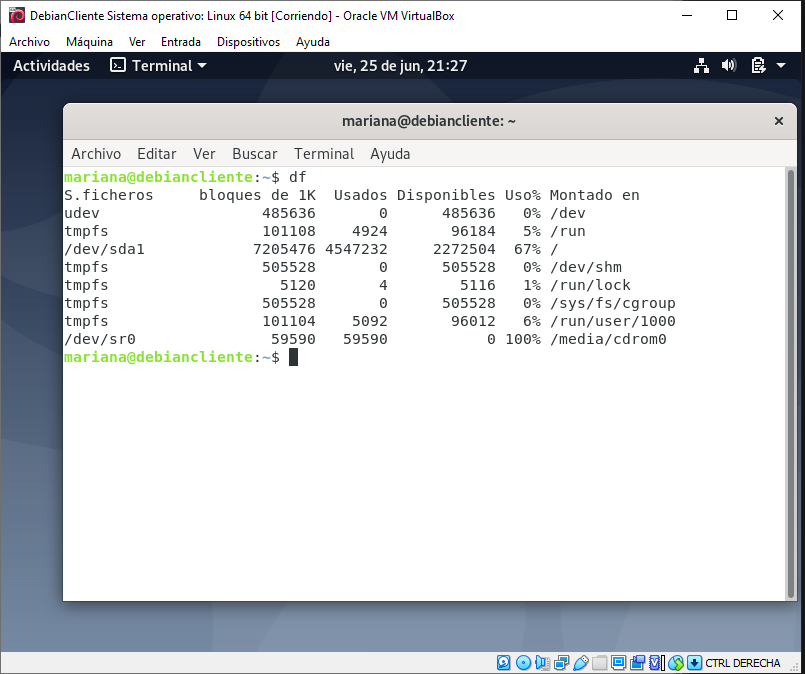 DebianCliente Sistema operativo: Linux 64 bit [Corriendo] - Oracle VM VirtualBox
Archivo Máquina Ver Entrada Dispositivos Ayuda
Actividades Terminal vie, 25 de jun, 21:27
mariana@debiancliente: ~
Archivo Editar Ver Buscar Terminal Ayuda
mariana@debiancliente:~$ df
S.ficheros     bloques de 1K  Usados Disponibles Uso% Montado en
udev                  485636       0      485636   0% /dev
tmpfs                 101108    4924       96184   5% /run
/dev/sda1            7205476 4547232     2272504  67% /
tmpfs                 505528       0      505528   0% /dev/shm
tmpfs                   5120       4        5116   1% /run/lock
tmpfs                 505528       0      505528   0% /sys/fs/cgroup
tmpfs                 101104    5092       96012   6% /run/user/1000
/dev/sr0               59590   59590           0 100% /media/cdrom0
mariana@debiancliente:~$
CTRL DERECHA